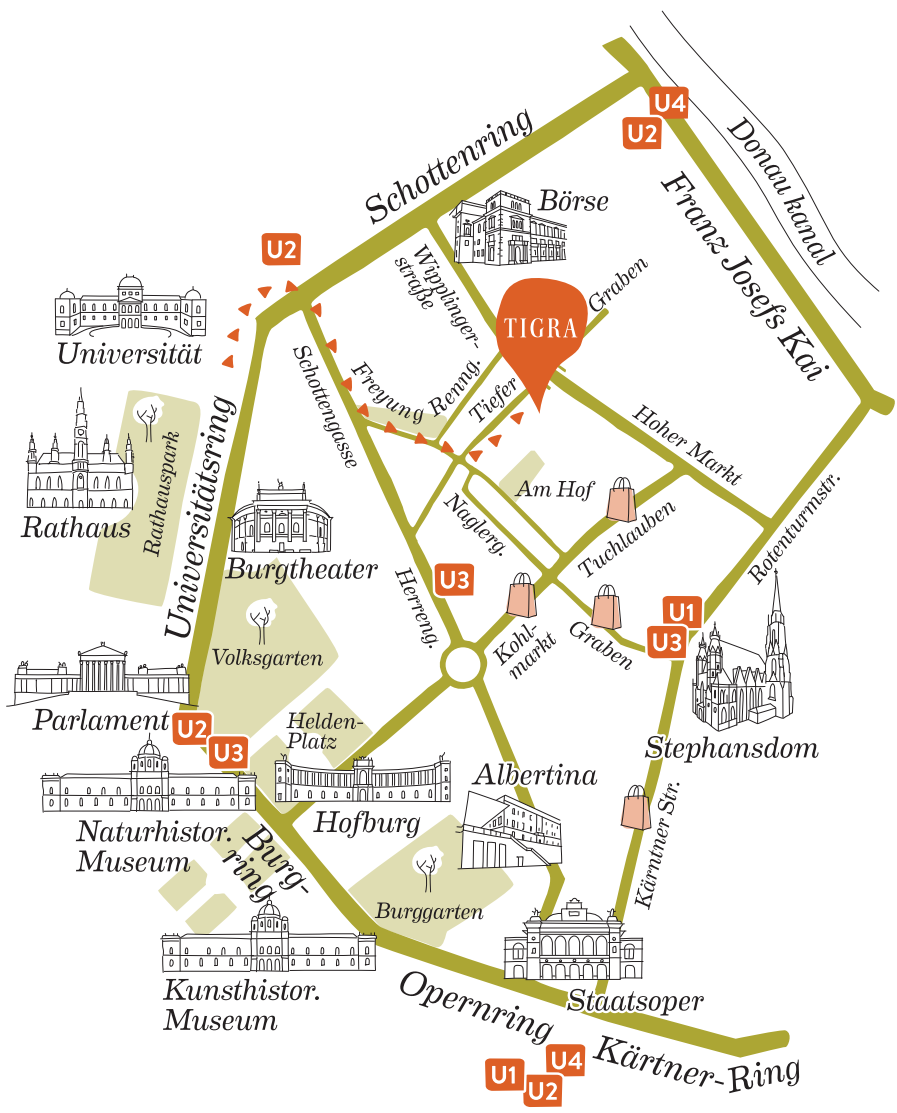 U4
U2
Donau kanal
Schottenring
Franz Josefs Kai
Börse
U2
Wipplinger-
straße
Graben
TIGRA
Universität
Schottengasse
Freyung
Renng.
Tiefer
Hoher Markt
Universitätsring
Rathauspark
Rathaus
Am Hof
Naglerg.
Tuchlauben
Rotenturmstr.
Burgtheater
Herreng.
U3
Kohl-
markt
Graben
U1
U3
Volksgarten
Parlament
U2
U3
Helden-
Platz
Stephansdom
Naturhistor.
Museum
Hofburg
Albertina
Kärntner Str.
Burg-
ring
Burggarten
Kunsthistor.
Museum
Opernring
Staatsoper
Kärtner-Ring
U1
U2
U4